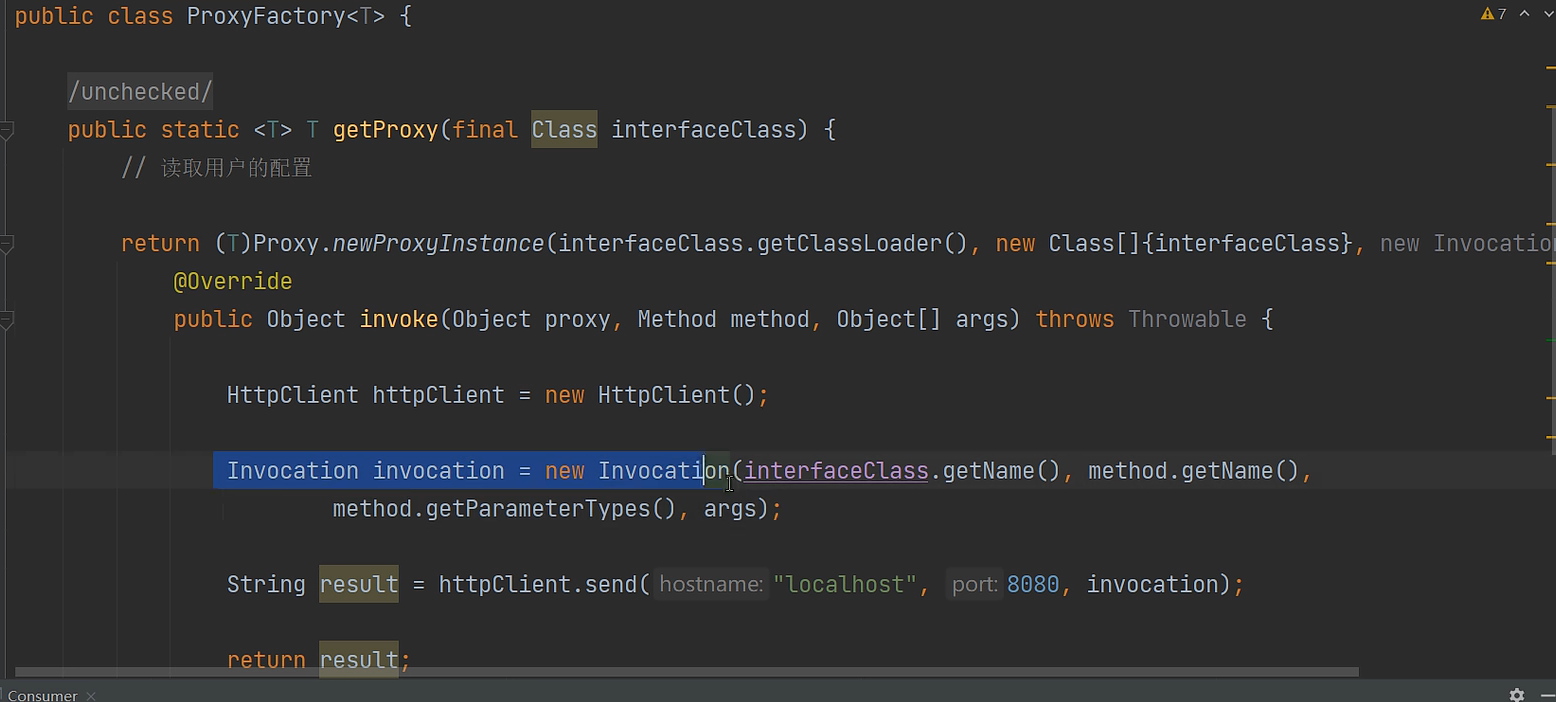 public class ProxyFactory<T> {
7
/unchecked/
public static <T> T getProxy(final Class interfaceClass) {
// 读取用户的配置
return (T)Proxy.newProxyInstance(interfaceClass.getClassLoader(), new Class[]{interfaceClass}, new Invocatio
@Override
public Object invoke(Object proxy, Method method, Object[] args) throws Throwable {
HttpClient httpClient = new HttpClient();
Invocation invocation = new Invocation(interfaceClass.getName(), method.getName(),
method.getParameterTypes(), args);
String result = httpClient.send( hostname: "localhost", port: 8080, invocation);
return result;
Consumer